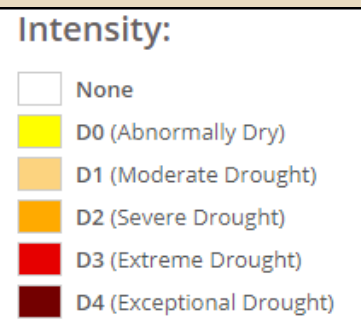 Intensity:
None
D0 (Abnormally Dry)
D1 (Moderate Drought)
D2 (Severe Drought)
D3 (Extreme Drought)
D4 (Exceptional Drought)